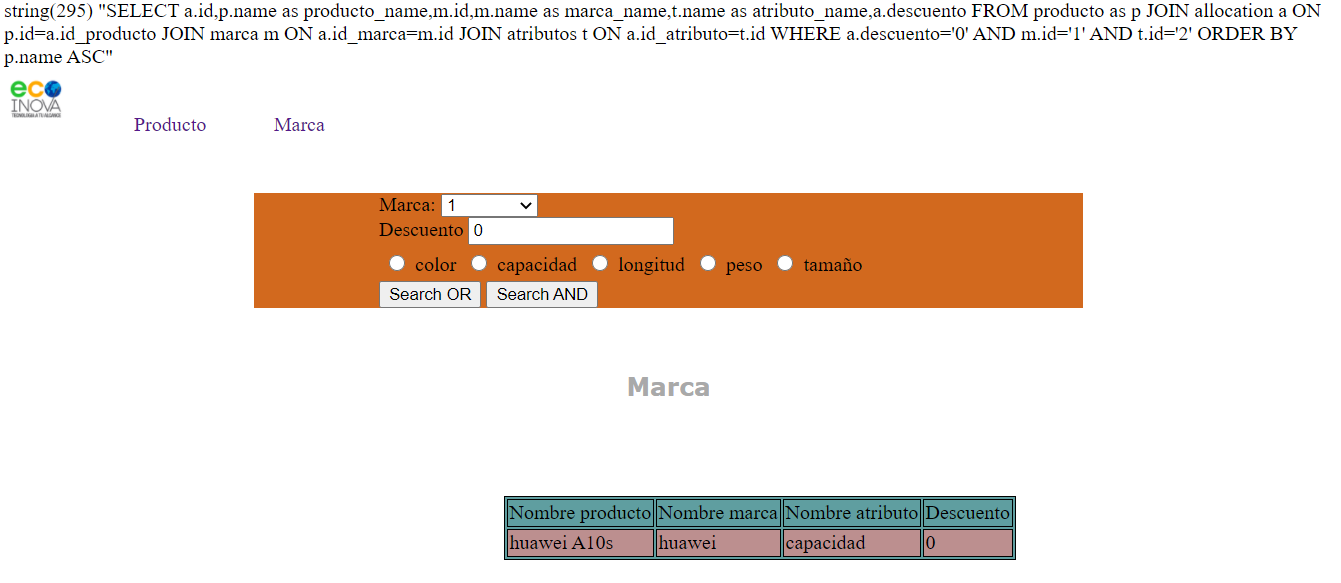 string(295) "SELECT a.id,p.name as producto_name,m.id,m.name as marca_name,t.name as atributo_name,a.descuento FROM producto as p JOIN allocation a ON
p.id=a.id_producto JOIN marca m ON a.id_marca=m.id JOIN atributos t ON a.id_atributo=t.id WHERE a.descuento='0' AND m.id='1' AND t.id='2' ORDER BY
p.name ASC"
eco
INOVA
TECNOLOGIA A TU ALCANCE
Producto Marca
Marca: 1
Descuento 0
color capacidad longitud peso tamaño
Search OR Search AND
Marca
Nombre producto Nombre marca Nombre atributo Descuento
huawei A10s huawei capacidad 0